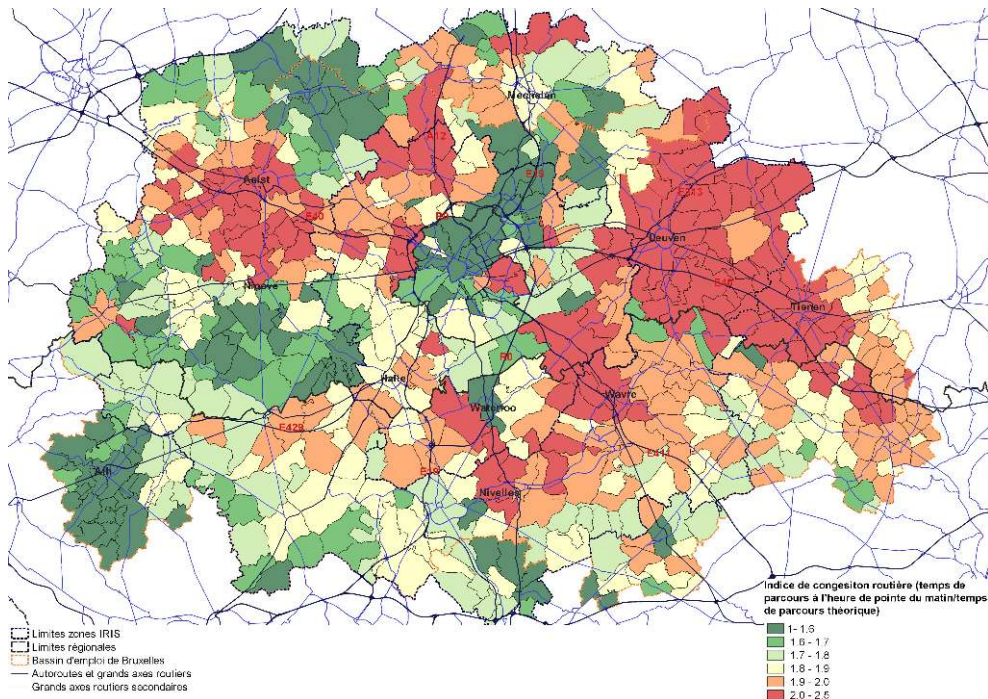 Mechelen
A12
E19
Aalst
E40
R0
E313
Leuven
E40
Ninove
Tienen
R0
Halle
Wavre
Waterloo
E429
E411
Ath
E19
Nivelles
Indice de congesiton routière (temps de
parcours à l'heure de pointe du matin/temps
de parcours théorique)
1- 1.6
1.6 - 1.7
1.7 - 1.8
1.8 - 1.9
1.9 - 2.0
2.0 - 2.5
Limites zones IRIS
Limites régionales
Bassin d'emploi de Bruxelles
Autoroutes et grands axes routiers
Grands axes routiers secondaires